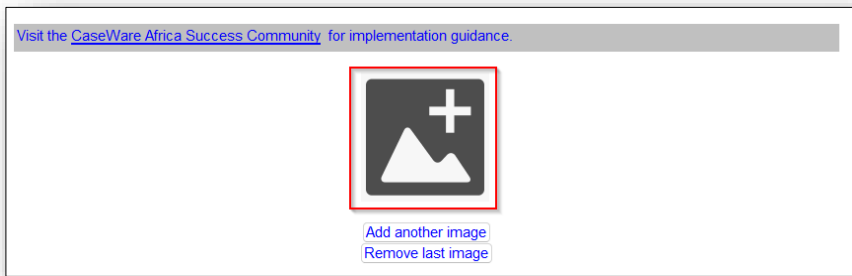 Visit the CaseWare Africa Success Community for implementation guidance.
Add another image
Remove last image